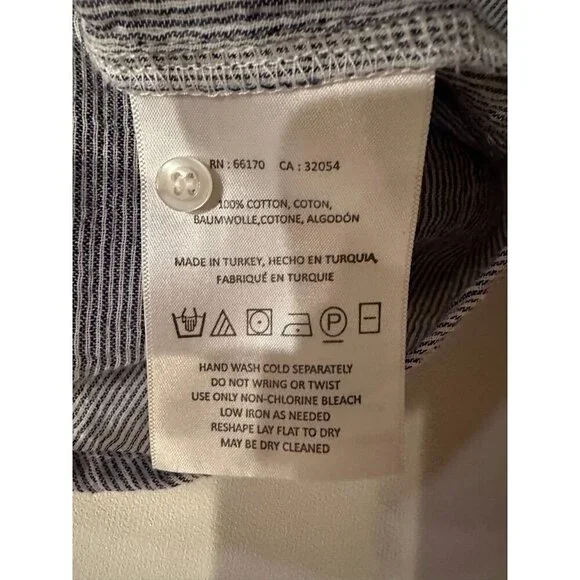 RN : 66170 CA : 32054
100% COTTON, COTON,
BAUMWOLLE,COTONE, ALGODÓN
MADE IN TURKEY, HECHO EN TURQUIA,
FABRIQUÉ EN TURQUIE
P
HAND WASH COLD SEPARATELY
DO NOT WRING OR TWIST
USE ONLY NON-CHLORINE BLEACH
LOW IRON AS NEEDED
RESHAPE LAY FLAT TO DRY
MAY BE DRY CLEANED